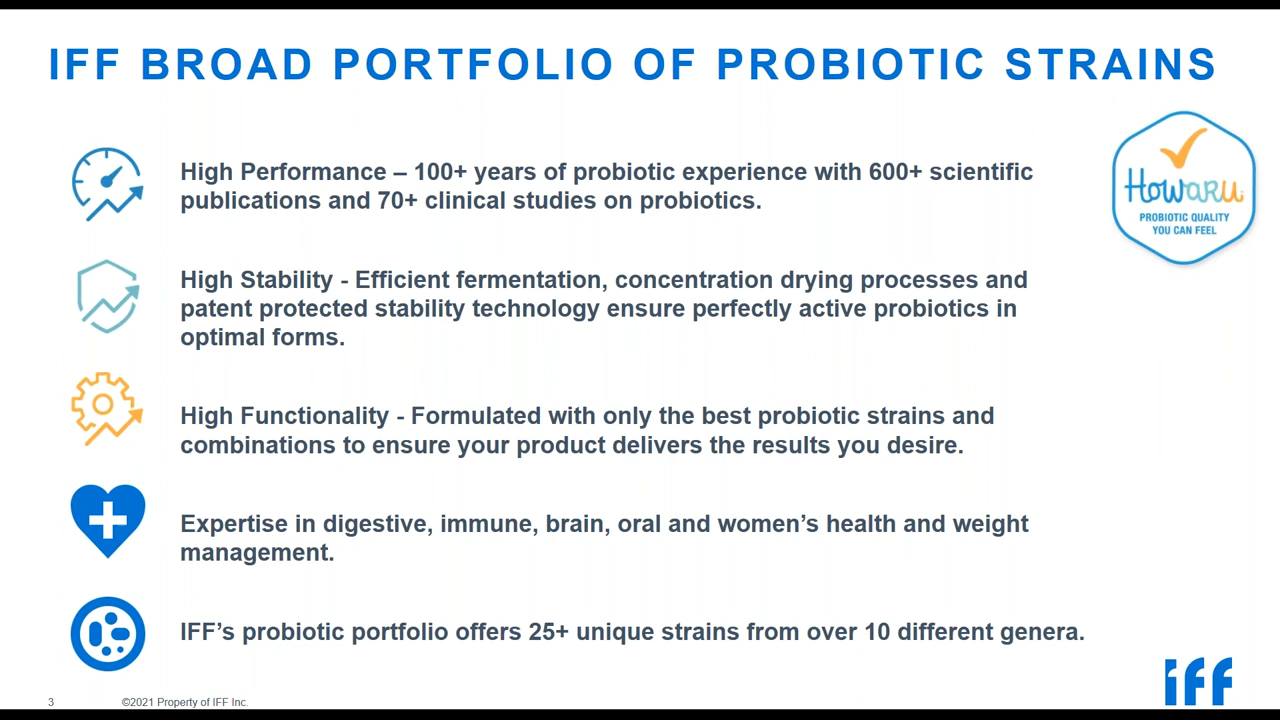 IFF BROAD PORTFOLIO OF PROBIOTIC STRAINS
High Performance – 100+ years of probiotic experience with 600+ scientific
publications and 70+ clinical studies on probiotics.
Howaru
PROBIOTIC QUALITY
YOU CAN FEEL
High Stability - Efficient fermentation, concentration drying processes and
patent protected stability technology ensure perfectly active probiotics in
optimal forms.
High Functionality - Formulated with only the best probiotic strains and
combinations to ensure your product delivers the results you desire.
Expertise in digestive, immune, brain, oral and women’s health and weight
management.
IFF’s probiotic portfolio offers 25+ unique strains from over 10 different genera.
3 ©2021 Property of IFF Inc.
iff